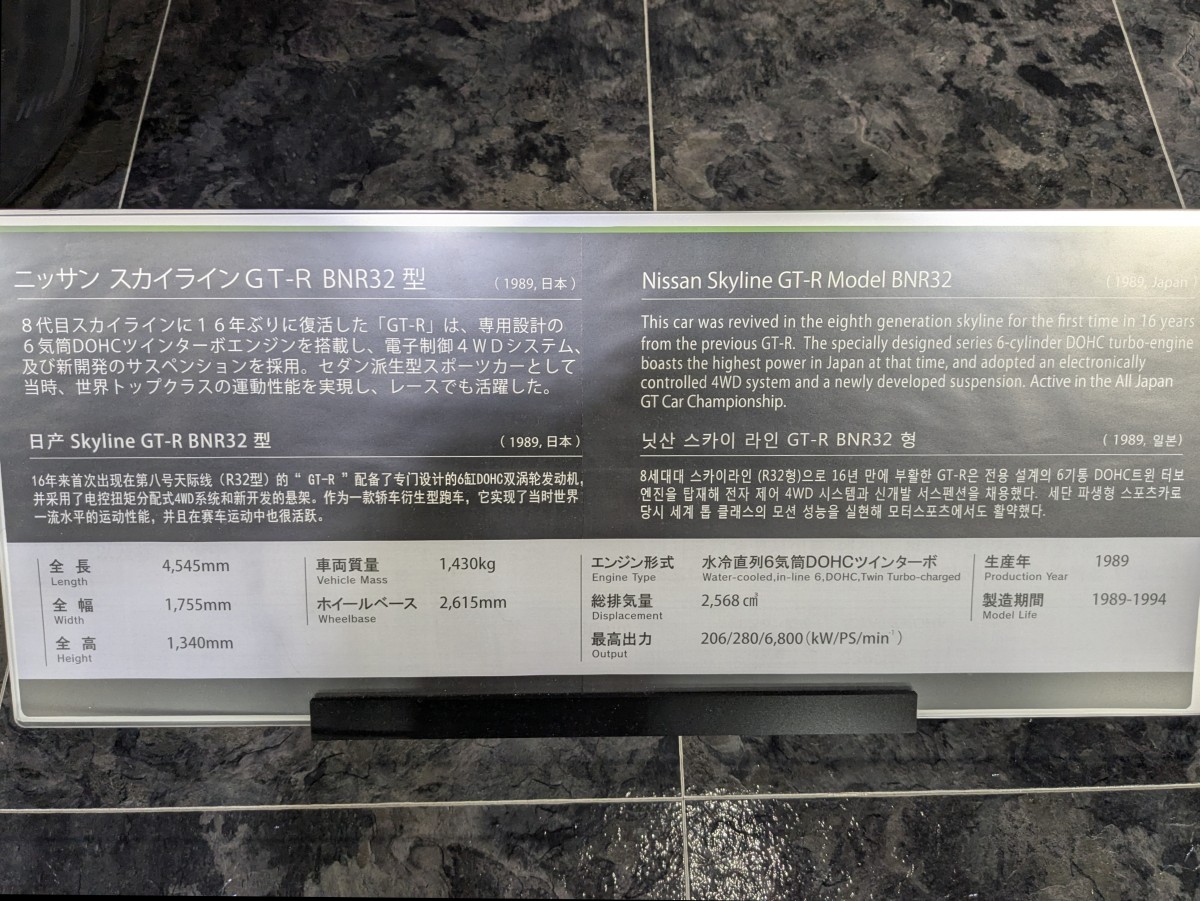 ニッサン スカイラインGT-R BNR32 型 （1989, 日本）
８代目スカイラインに１６年ぶりに復活した「GT-R」は、専用設計の
６気筒DOHCツインターボエンジンを搭載し、電子制御４WDシステム、
及び新開発のサスペンションを採用。セダン派生型スポーツカーとして
当時、世界トップクラスの運動性能を実現し、レースでも活躍した。
Nissan Skyline GT-R Model BNR32 （1989, Japan）
This car was revived in the eighth generation skyline for the first time in 16 years
from the previous GT-R. The specially designed series 6-cylinder DOHC turbo-engine
boasts the highest power in Japan at that time, and adopted an electronically
controlled 4WD system and a newly developed suspension. Active in the All Japan
GT Car Championship.
日产 Skyline GT-R BNR32 型 （1989, 日本）
16年来首次出现在第八号天际线（R32型）的“ GT-R ”配备了专门设计的6缸DOHC双涡轮发动机,
并采用了电控扭矩分配式4WD系统和新开发的悬架。作为一款轿车衍生型跑车，它实现了当时世界
一流水平的运动性能，并且在赛车运动中也很活跃。
닛산 스카이 라인 GT-R BNR32 형 （1989, 일본）
8세대대 스카이라인 (R32형)으로 16년 만에 부활한 GT-R은 전용 설계의 6기통 DOHC트윈 터보
엔진을 탑재해 전자 제어 4WD 시스템과 신개발 서스펜션을 채용했다. 세단 파생형 스포츠카로
당시 세계 톱 클래스의 모션 성능을 실현해 모터스포츠에서도 활약했다.
全 長 4,545mm
Length
全 幅 1,755mm
Width
全 高 1,340mm
Height
車両質量 1,430kg
Vehicle Mass
ホイールベース 2,615mm
Wheelbase
エンジン形式 水冷直列6気筒DOHCツインターボ
Engine Type Water-cooled,in-line 6,DOHC,Twin Turbo-charged
総排気量 2,568 ㎤
Displacement
最高出力 206/280/6,800（kW/PS/min⁻¹）
Output
生産年 1989
Production Year
製造期間 1989-1994
Model Life